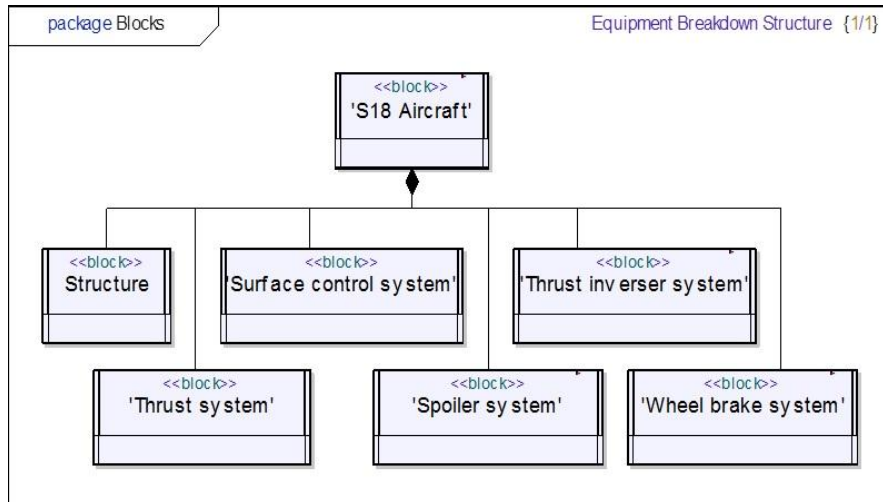 package Blocks
Equipment Breakdown Structure {1/1}
<<block>>
'S18 Aircraft'
<<block>>
Structure
<<block>>
'Surface control system'
<<block>>
'Thrust inverser system'
<<block>>
'Thrust system'
<<block>>
'Spoiler system'
<<block>>
'Wheel brake system'